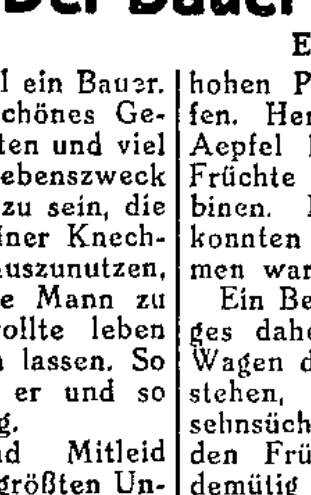 Der Bauer
E
l ein Bauer.
chönes Ge-
ten und viel
ebenszweck
zu sein, die
iner Knech-
uszunutzen,
e Mann zu
ollte leben
lassen. So
er und so
g.
nd Mitleid
größten Un-
hohen P
fen. Her
Aepfel
Früchte
binen.
konnten
men war
Ein Be
ges dahe
Wagen d
stehen,
sehnsüch
den Frü
demütig